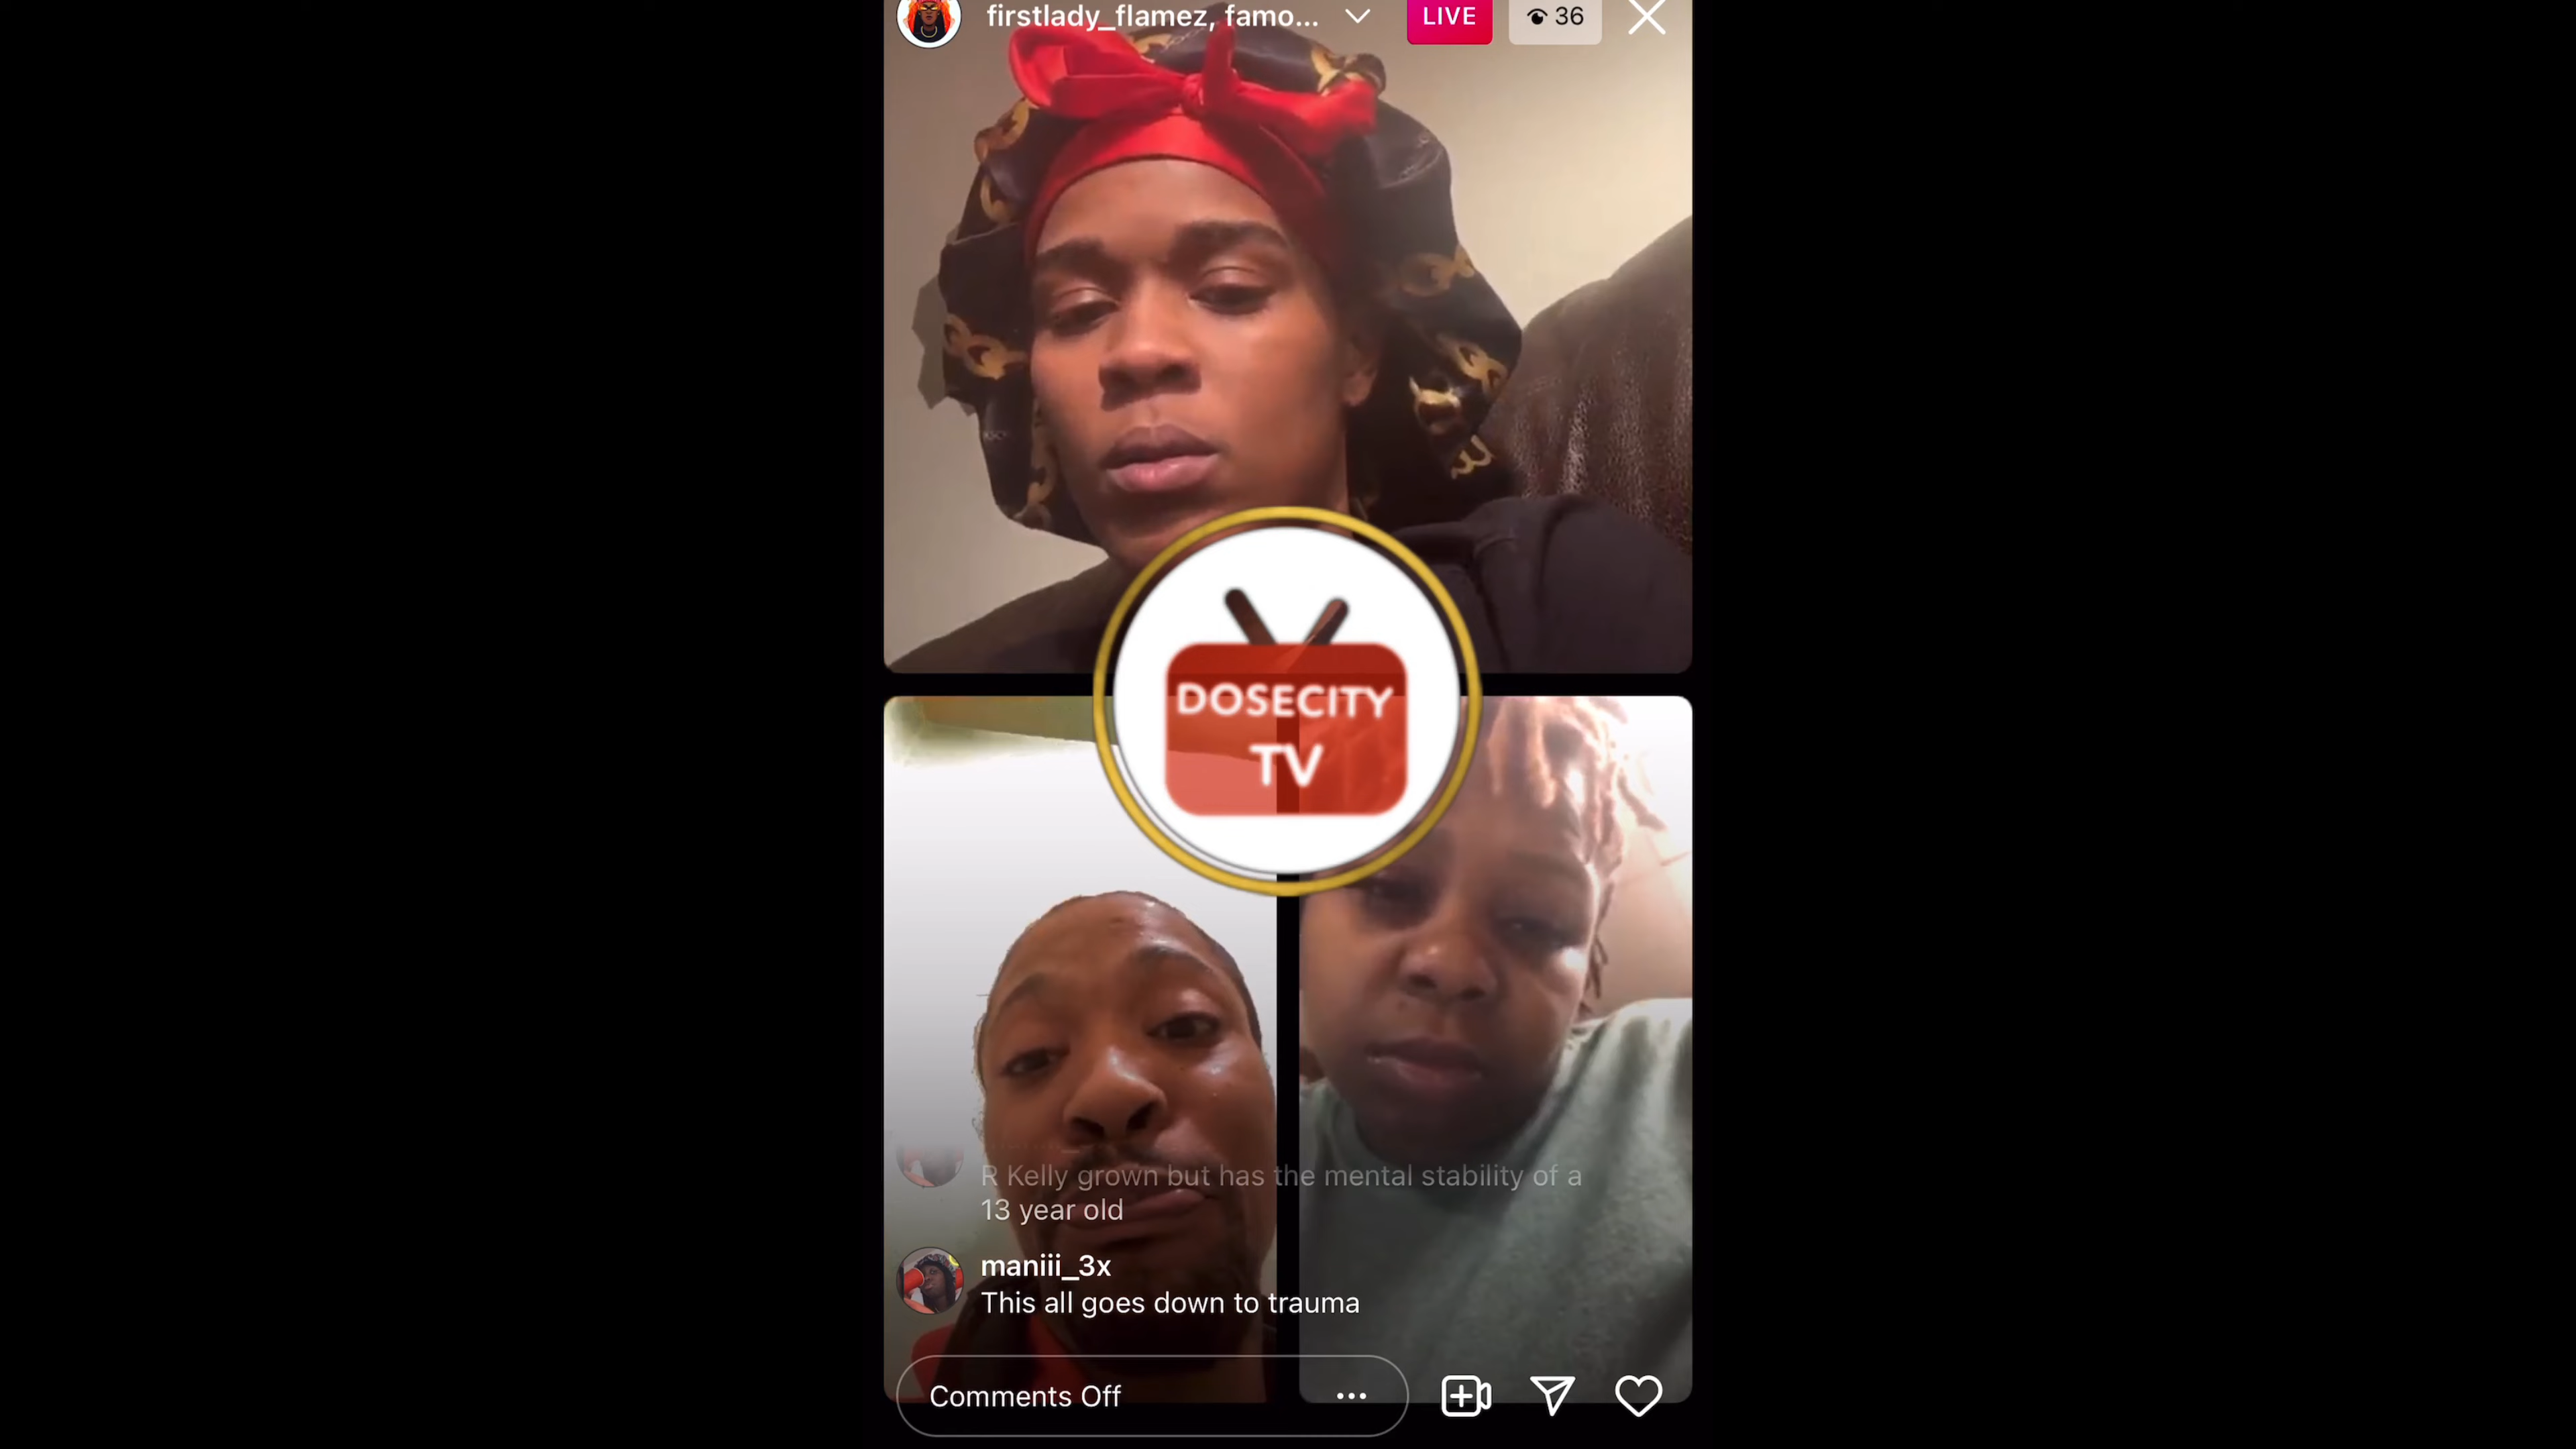 firstlady_flamez, famo...
LIVE
36
DOSECITY
TV
R Kelly grown but has the mental stability of a
13 year old
maniii_3x
This all goes down to trauma
Comments Off